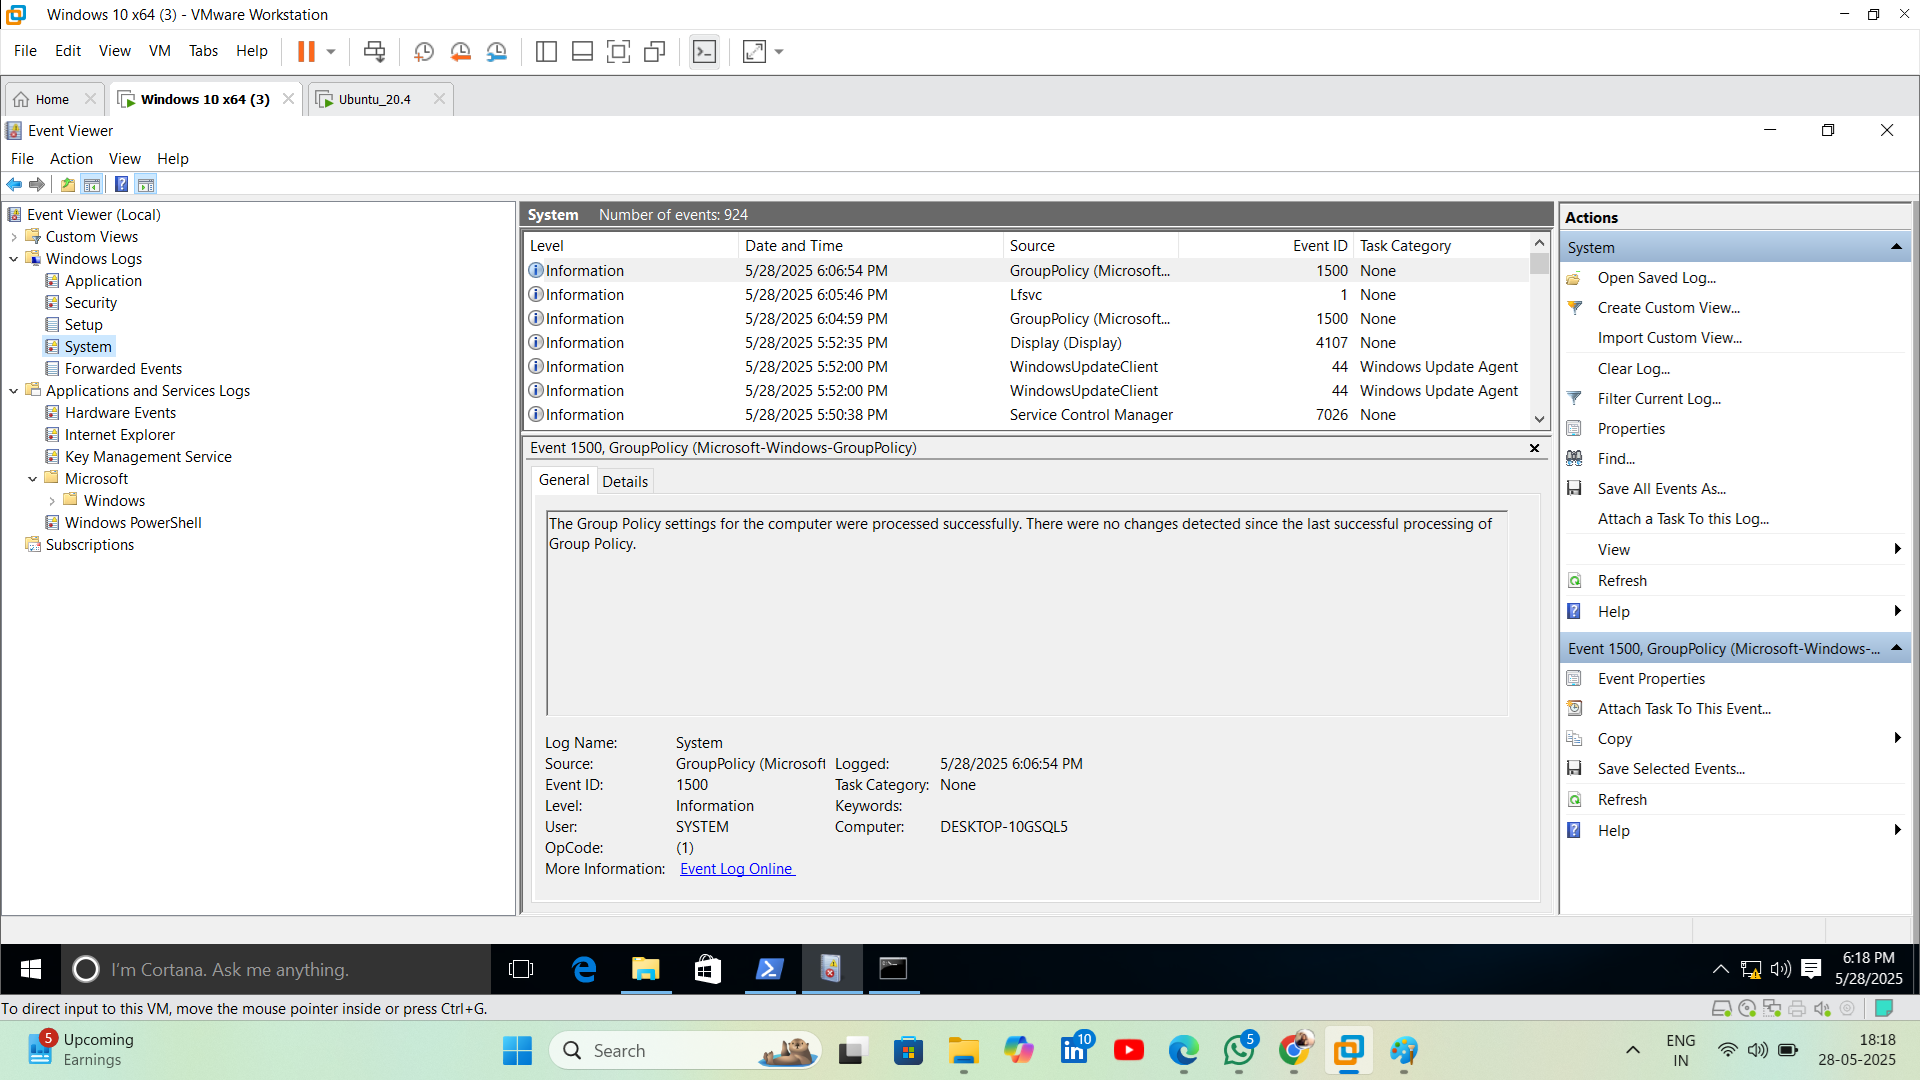 Windows 10 x64 (3) - VMware Workstation
File Edit View VM Tabs Help
Home Windows 10 x64 (3) Ubuntu_20.4
Event Viewer
File Action View Help
Event Viewer (Local)
Custom Views
Windows Logs
Application
Security
Setup
System
Forwarded Events
Applications and Services Logs
Hardware Events
Internet Explorer
Key Management Service
Microsoft
Windows
Windows PowerShell
Subscriptions
System Number of events: 924
Level Date and Time Source Event ID Task Category
Information 5/28/2025 6:06:54 PM GroupPolicy (Microsoft... 1500 None
Information 5/28/2025 6:05:46 PM Lfsvc 1 None
Information 5/28/2025 6:04:59 PM GroupPolicy (Microsoft... 1500 None
Information 5/28/2025 5:52:35 PM Display (Display) 4107 None
Information 5/28/2025 5:52:00 PM WindowsUpdateClient 44 Windows Update Agent
Information 5/28/2025 5:52:00 PM WindowsUpdateClient 44 Windows Update Agent
Information 5/28/2025 5:50:38 PM Service Control Manager 7026 None
Event 1500, GroupPolicy (Microsoft-Windows-GroupPolicy)
General Details
The Group Policy settings for the computer were processed successfully. There were no changes detected since the last successful processing of
Group Policy.
Log Name: System
Source: GroupPolicy (Microsoft Logged: 5/28/2025 6:06:54 PM
Event ID: 1500 Task Category: None
Level: Information Keywords:
User: SYSTEM Computer: DESKTOP-10GSQL5
OpCode: (1)
More Information: Event Log Online
Actions
System
Open Saved Log...
Create Custom View...
Import Custom View...
Clear Log...
Filter Current Log...
Properties
Find...
Save All Events As...
Attach a Task To this Log...
View
Refresh
Help
Event 1500, GroupPolicy (Microsoft-Windows-...
Event Properties
Attach Task To This Event...
Copy
Save Selected Events...
Refresh
Help
I'm Cortana. Ask me anything.
6:18 PM
5/28/2025
To direct input to this VM, move the mouse pointer inside or press Ctrl+G.
5
Upcoming
Earnings
Search
10
5
ENG
IN
18:18
28-05-2025